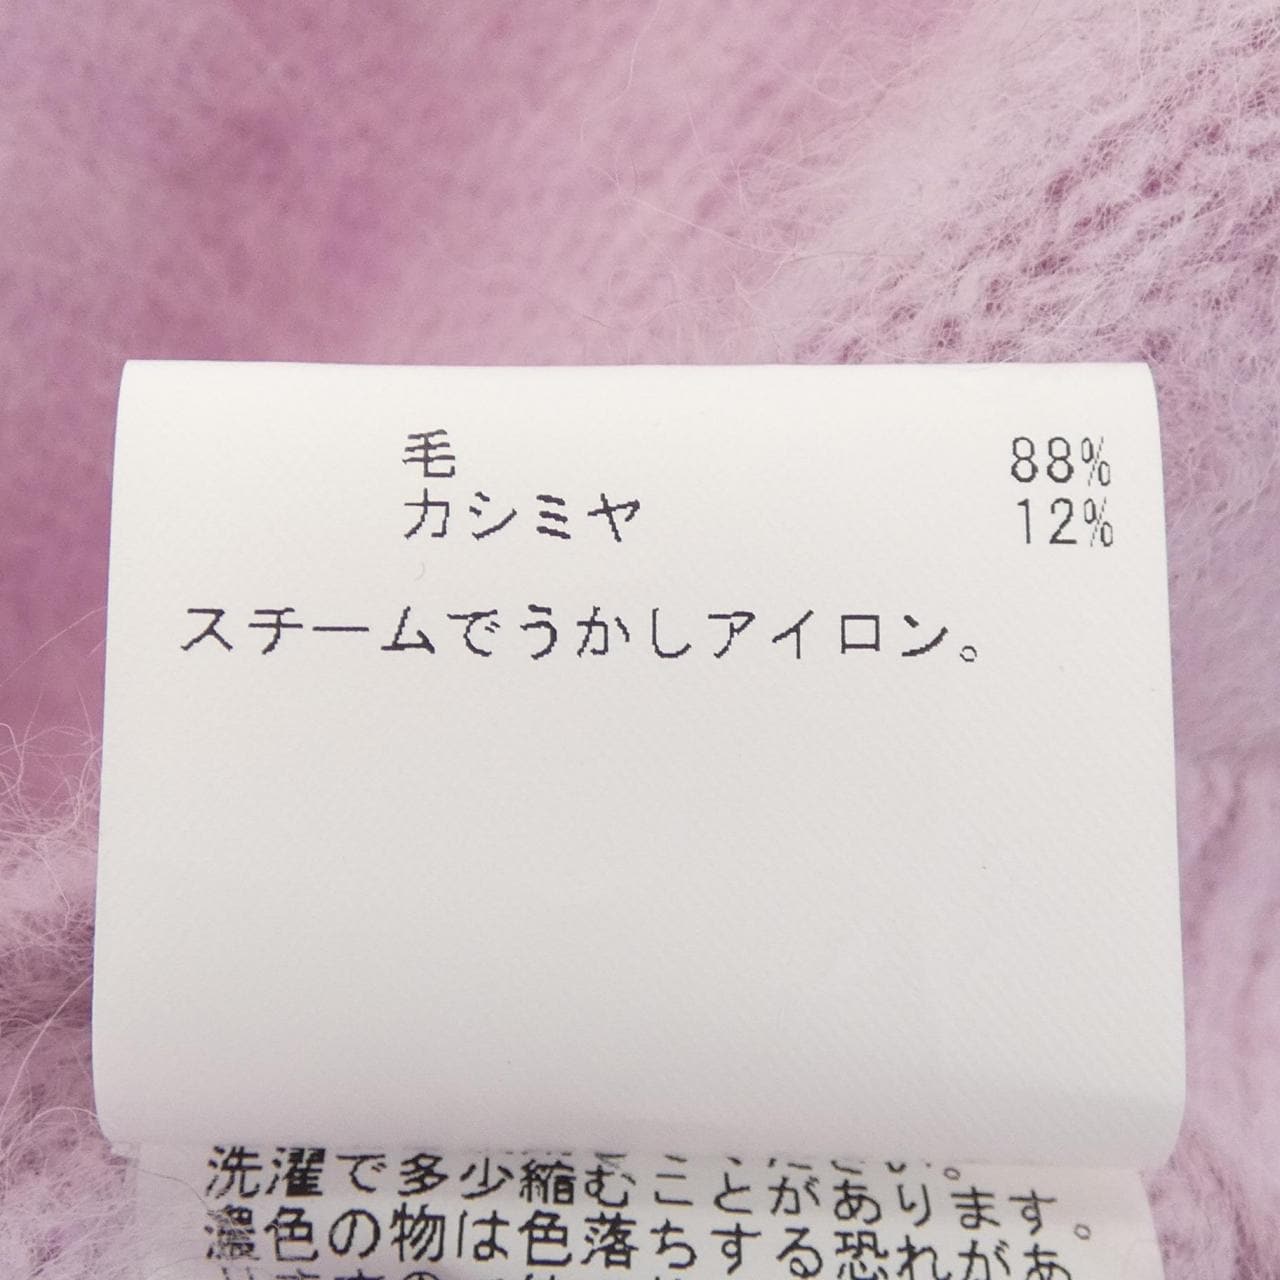 毛 88%
カシミヤ 12%
スチームでうかしアイロン。
洗濯で多少縮むことがあります。
濃色の物は色落ちする恐れがあ